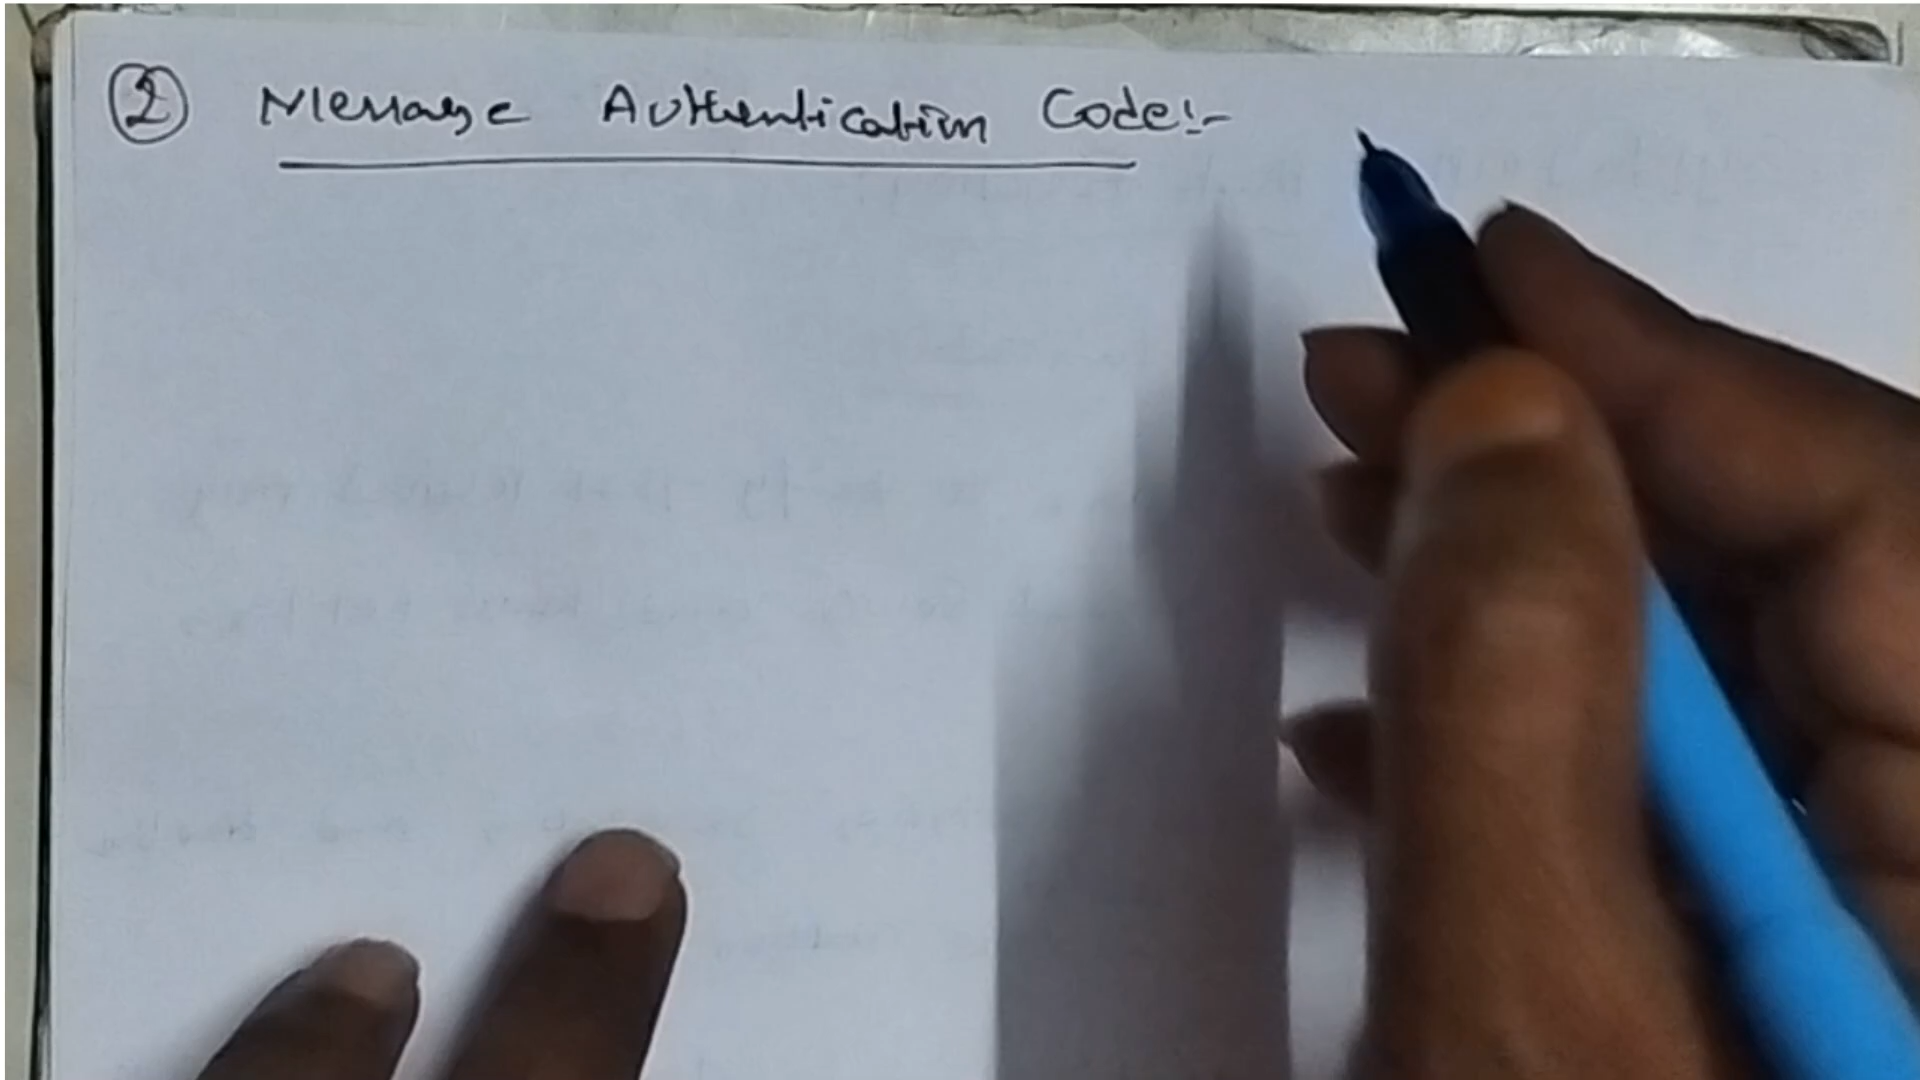 ② Message Authentication Code:-